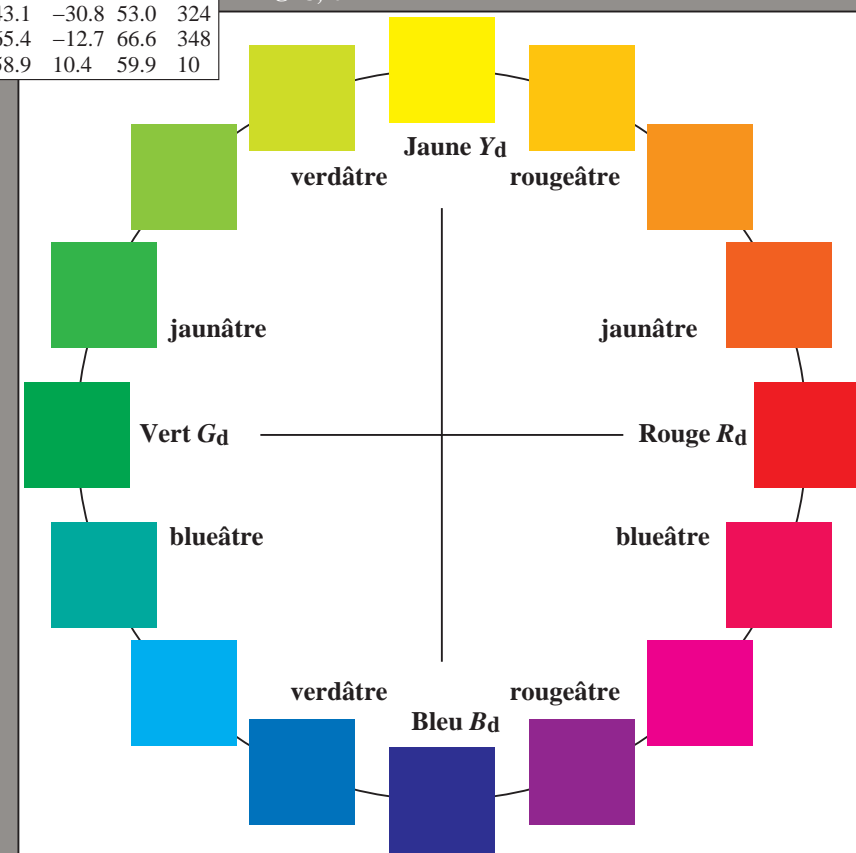 −30.8 53.0 324
−12.7 66.6 348
10.4 59.9 10
Jaune Yd
verdâtre rougeâtre
jaunâtre jaunâtre
Vert Gd Rouge Rd
blueâtre blueâtre
verdâtre rougeâtre
Bleu Bd